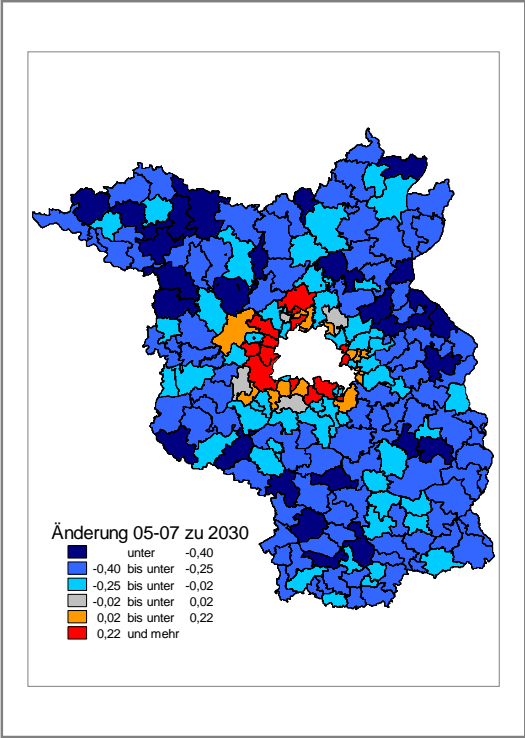 Änderung 05-07 zu 2030
unter -0,40
-0,40 bis unter -0,25
-0,25 bis unter -0,02
-0,02 bis unter 0,02
0,02 bis unter 0,22
0,22 und mehr